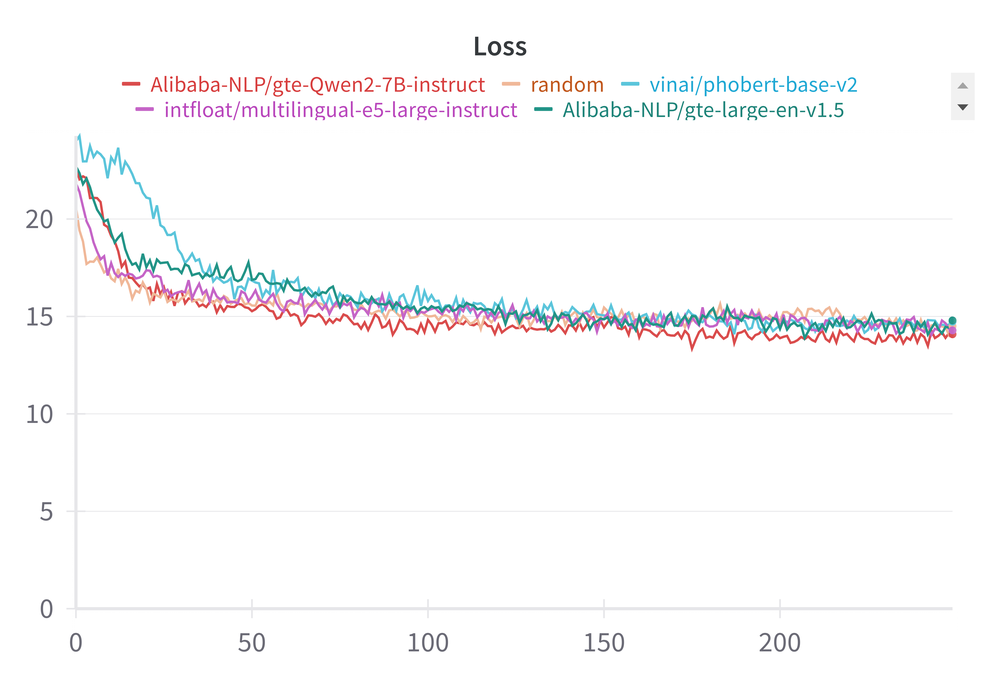 Loss
Alibaba-NLP/gte-Qwen2-7B-instruct random vinai/phobert-base-v2
intfloat/multilingual-e5-large-instruct Alibaba-NLP/gte-large-en-v1.5
20
15
10
5
0
0 50 100 150 200